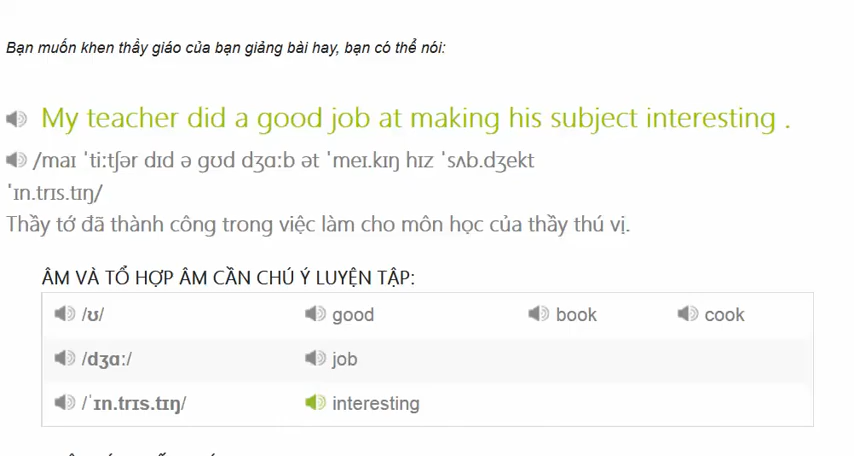 Bạn muốn khen thầy giáo của bạn giảng bài hay, bạn có thể nói:
My teacher did a good job at making his subject interesting .
/maɪ ˈtiːtʃər dɪd ə gʊd dʒɑːb ət ˈmeɪ.kɪŋ hɪz ˈsʌb.dʒekt
ˈɪn.trɪs.tɪŋ/
Thầy tớ đã thành công trong việc làm cho môn học của thầy thú vị.
ÂM VÀ TỔ HỢP ÂM CẦN CHÚ Ý LUYỆN TẬP:
/ʊ/ good book cook
/dʒɑː/ job
/ˈɪn.trɪs.tɪŋ/ interesting